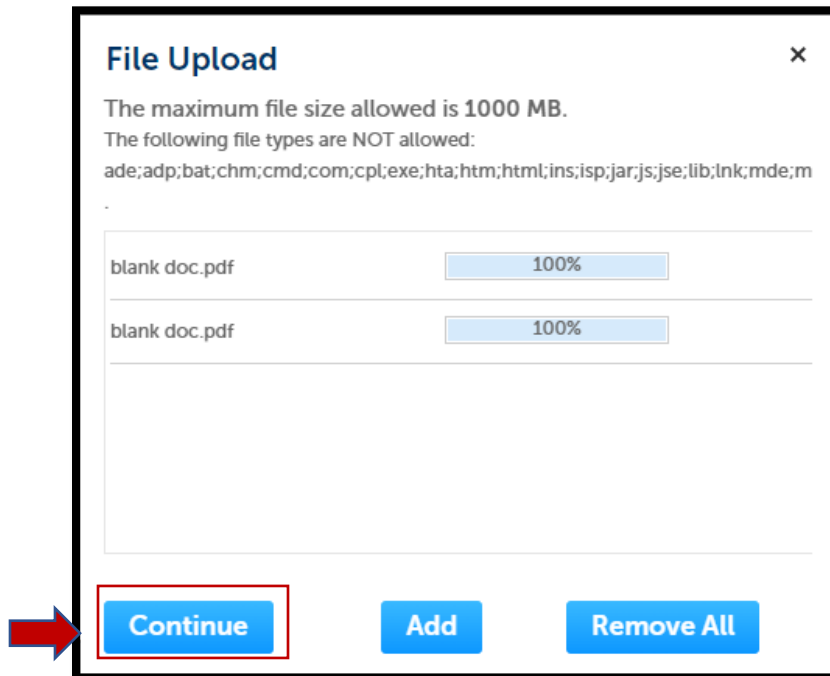 File Upload ×
The maximum file size allowed is 1000 MB.
The following file types are NOT allowed:
ade;adp;bat;chm;cmd;com;cpl;exe;hta;htm;html;ins;isp;jar;js;jse;lib;lnk;mde;m
.
blank doc.pdf 100%
blank doc.pdf 100%
Continue Add Remove All